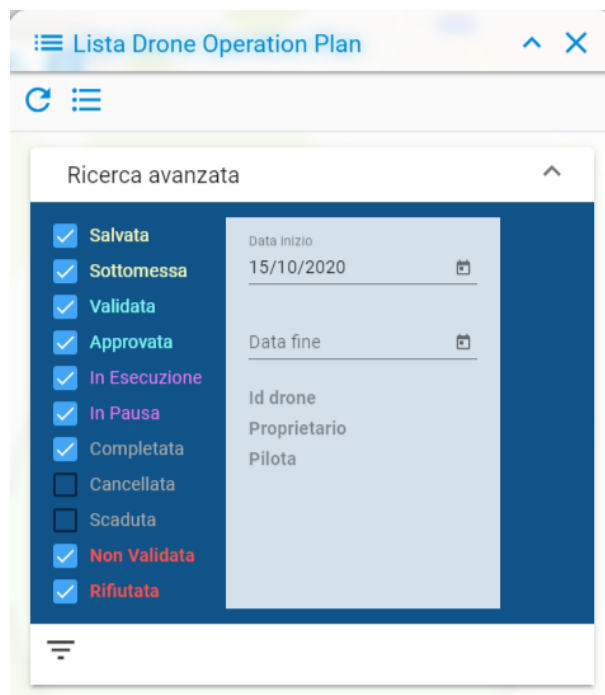 Lista Drone Operation Plan
Ricerca avanzata
Salvata
Sottomessa
Validata
Approvata
In Esecuzione
In Pausa
Completata
Cancellata
Scaduta
Non Validata
Rifiutata
Data inizio
15/10/2020
Data fine
Id drone
Proprietario
Pilota